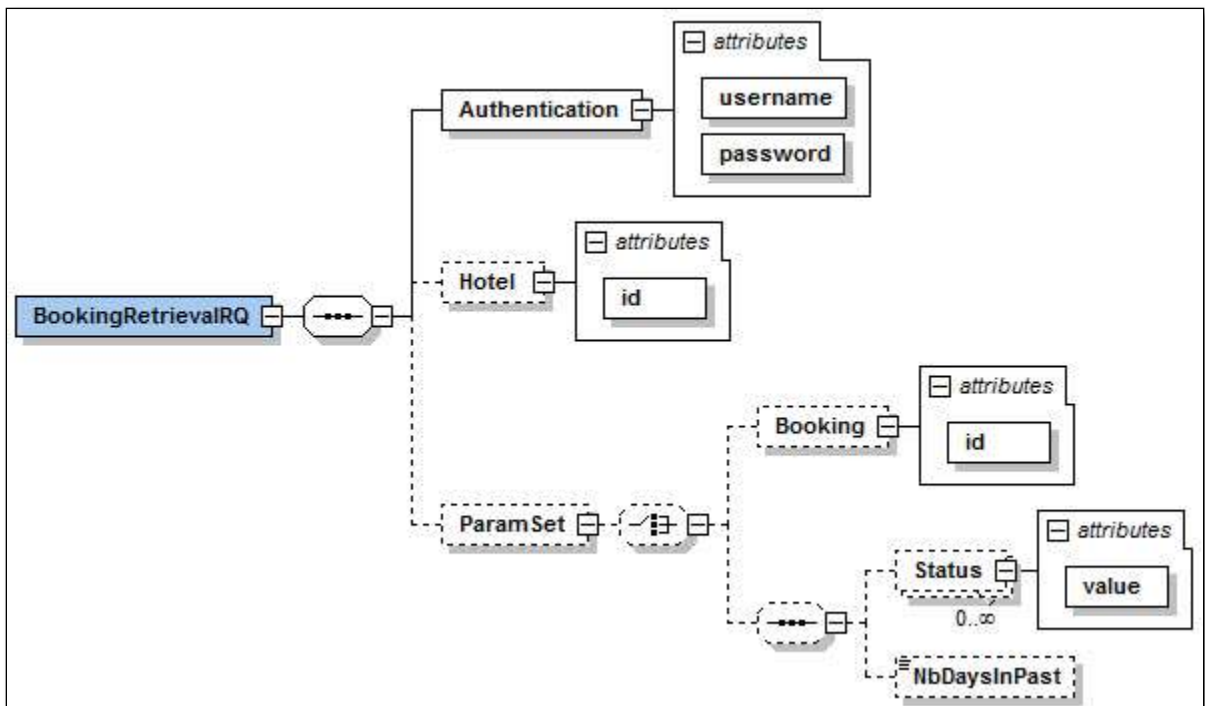 attributes
Authentication
username
password
attributes
Hotel
id
BookingRetrievalRQ
attributes
Booking
id
ParamSet
attributes
Status
value
0..∞
NbDaysInPast